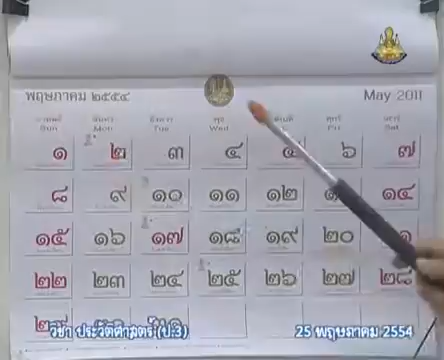 พฤษภาคม ๒๕๕๔ May 2011
Sun Mon Tue Wed Fri Sat
๑ ๒ ๓ ๔ ๕ ๖ ๗
๘ ๙ ๑๐ ๑๑ ๑๒ ๑๔
๑๕ ๑๖ ๑๗ ๑๘ ๑๙ ๒๐
๒๒ ๒๓ ๒๔ ๒๕ ๒๖ ๒๗ ๒๘
วิชา ประวัติศาสตร์(ป.3) 25 พฤษภาคม 2554